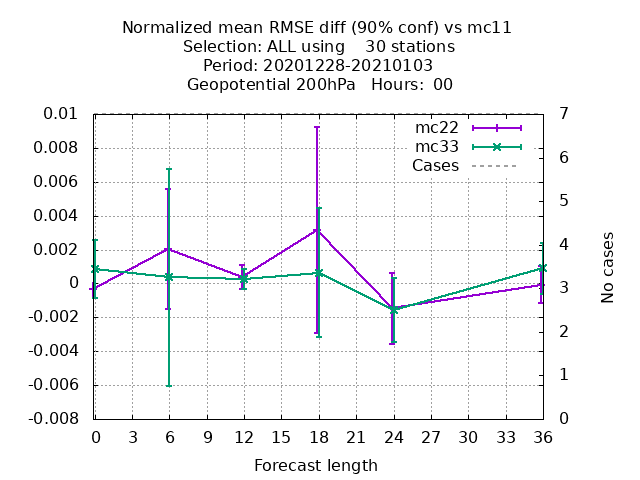 Normalized mean RMSE diff (90% conf) vs mc11
Selection: ALL using    30 stations
Period: 20201228-20210103
Geopotential 200hPa   Hours:  00
0.01
0.008
0.006
0.004
0.002
0
-0.002
-0.004
-0.006
-0.008
7
6
5
4
3
2
1
0
mc22
mc33
Cases
No cases
0 3 6 9 12 15 18 21 24 27 30 33 36
Forecast length